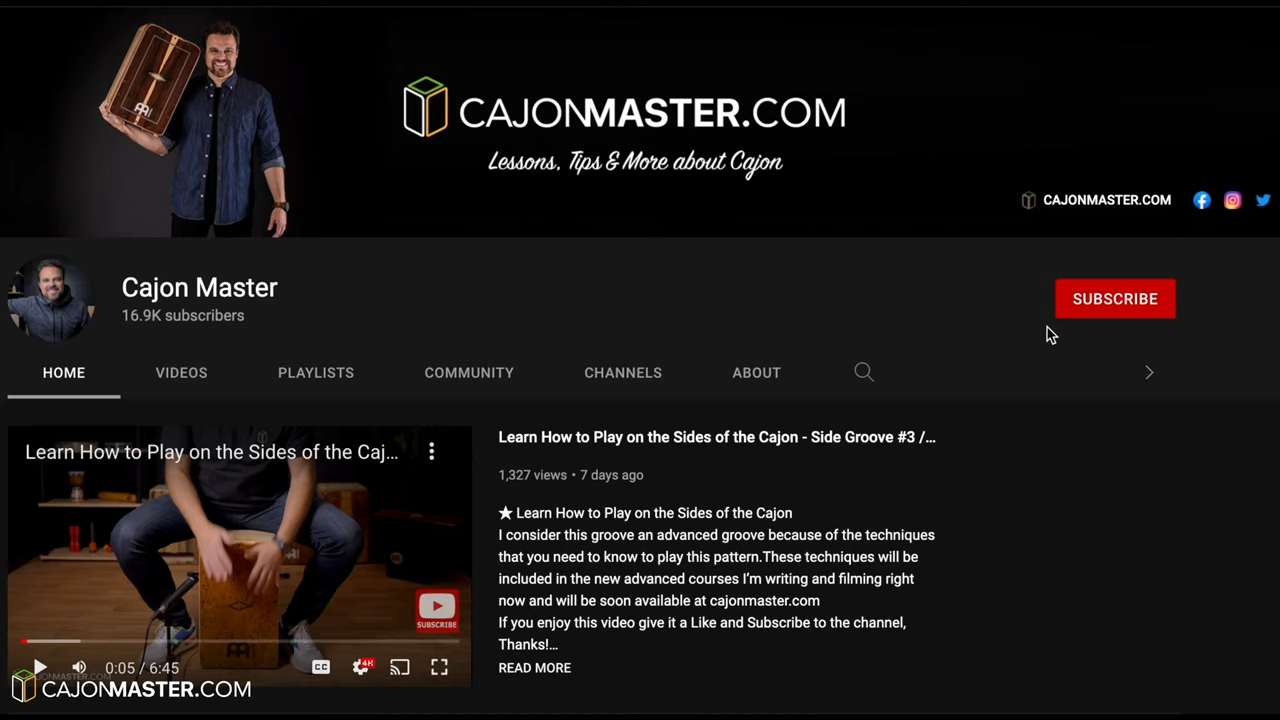 CAJONMASTER.COM
Lessons, Tips & More about Cajon
CAJONMASTER.COM
Cajon Master
16.9K subscribers
SUBSCRIBE
HOME VIDEOS PLAYLISTS COMMUNITY CHANNELS ABOUT
Learn How to Play on the Sides of the Caj...
SUBSCRIBE
0:05 / 6:45
CC
4K
CAJONMASTER.COM
Learn How to Play on the Sides of the Cajon - Side Groove #3 /...
1,327 views • 7 days ago
★ Learn How to Play on the Sides of the Cajon
I consider this groove an advanced groove because of the techniques
that you need to know to play this pattern.These techniques will be
included in the new advanced courses I'm writing and filming right
now and will be soon available at cajonmaster.com
If you enjoy this video give it a Like and Subscribe to the channel,
Thanks!...
READ MORE